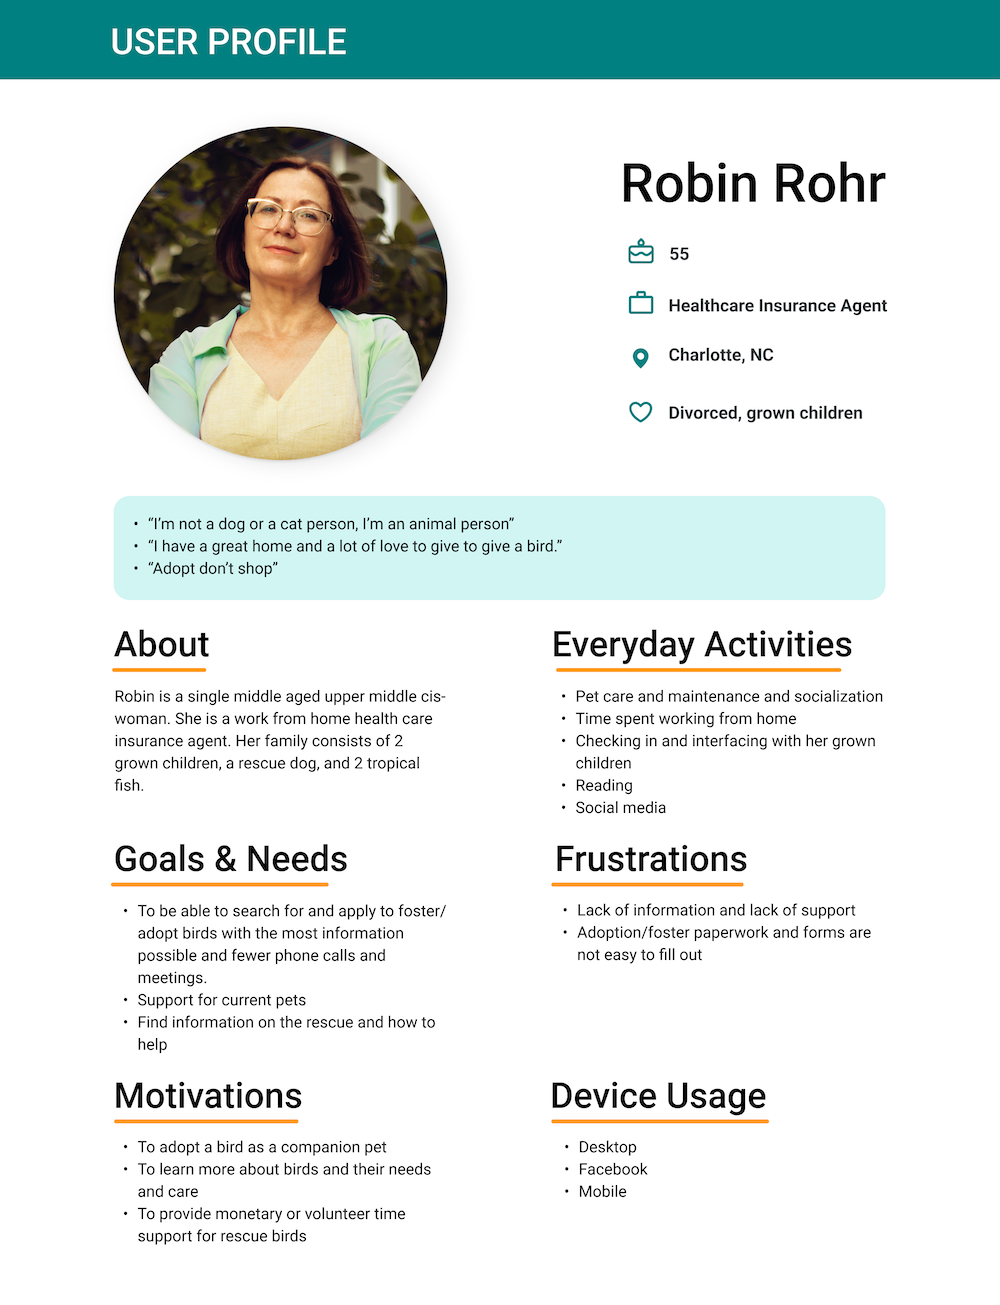 USER PROFILE
Robin Rohr
55
Healthcare Insurance Agent
Charlotte, NC
Divorced, grown children
• “I’m not a dog or a cat person, I’m an animal person”
• “I have a great home and a lot of love to give to give a bird.”
• “Adopt don’t shop”
About
Robin is a single middle aged upper middle cis-
woman. She is a work from home health care
insurance agent. Her family consists of 2
grown children, a rescue dog, and 2 tropical
fish.
Everyday Activities
• Pet care and maintenance and socialization
• Time spent working from home
• Checking in and interfacing with her grown
children
• Reading
• Social media
Goals & Needs
• To be able to search for and apply to foster/
adopt birds with the most information
possible and fewer phone calls and
meetings.
• Support for current pets
• Find information on the rescue and how to
help
Frustrations
• Lack of information and lack of support
• Adoption/foster paperwork and forms are
not easy to fill out
Motivations
• To adopt a bird as a companion pet
• To learn more about birds and their needs
and care
• To provide monetary or volunteer time
support for rescue birds
Device Usage
• Desktop
• Facebook
• Mobile